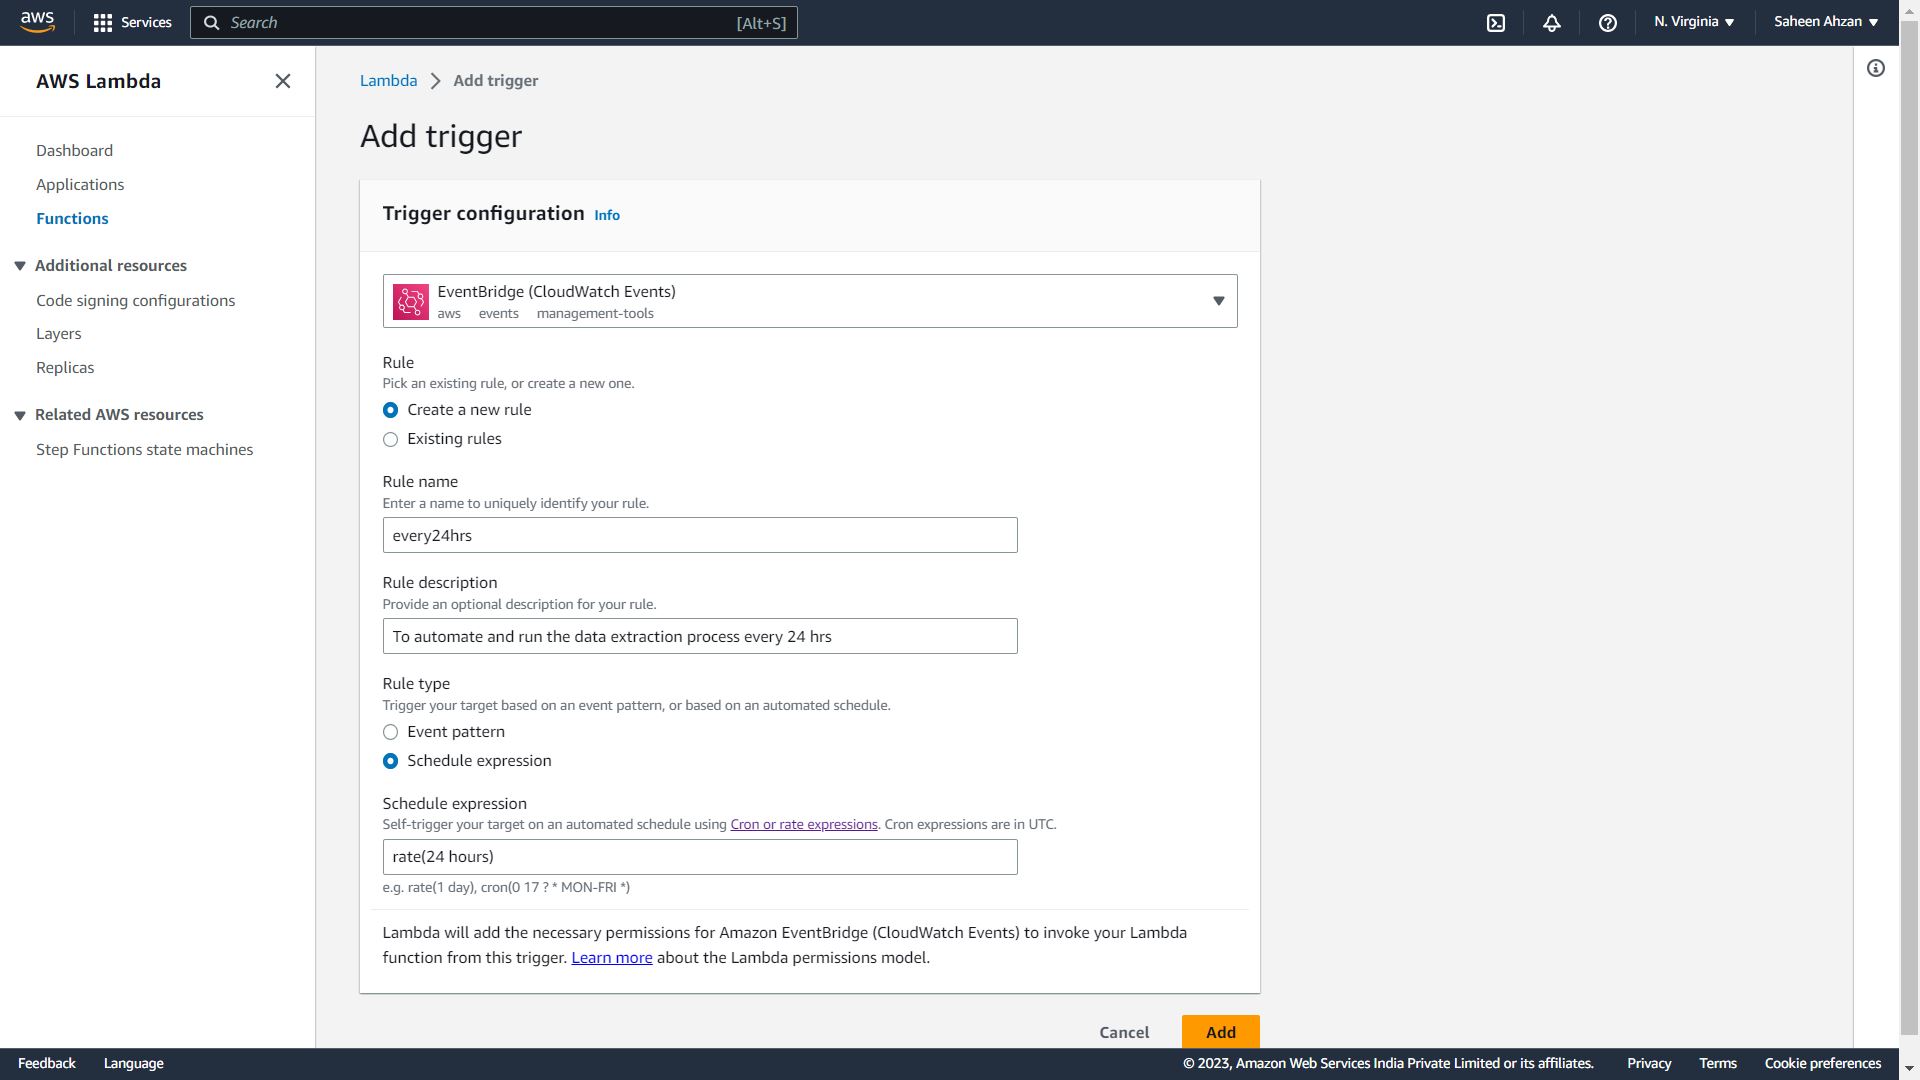 aws
Services
Search
[Alt+S]
N. Virginia
Saheen Ahzan
AWS Lambda
Dashboard
Applications
Functions
Additional resources
Code signing configurations
Layers
Replicas
Related AWS resources
Step Functions state machines
Lambda
Add trigger
Add trigger
Trigger configuration Info
EventBridge (CloudWatch Events)
aws events management-tools
Rule
Pick an existing rule, or create a new one.
Create a new rule
Existing rules
Rule name
Enter a name to uniquely identify your rule.
every24hrs
Rule description
Provide an optional description for your rule.
To automate and run the data extraction process every 24 hrs
Rule type
Trigger your target based on an event pattern, or based on an automated schedule.
Event pattern
Schedule expression
Schedule expression
Self-trigger your target on an automated schedule using Cron or rate expressions. Cron expressions are in UTC.
rate(24 hours)
e.g. rate(1 day), cron(0 17 ? * MON-FRI *)
Lambda will add the necessary permissions for Amazon EventBridge (CloudWatch Events) to invoke your Lambda
function from this trigger. Learn more about the Lambda permissions model.
Cancel
Add
Feedback
Language
© 2023, Amazon Web Services India Private Limited or its affiliates.
Privacy
Terms
Cookie preferences